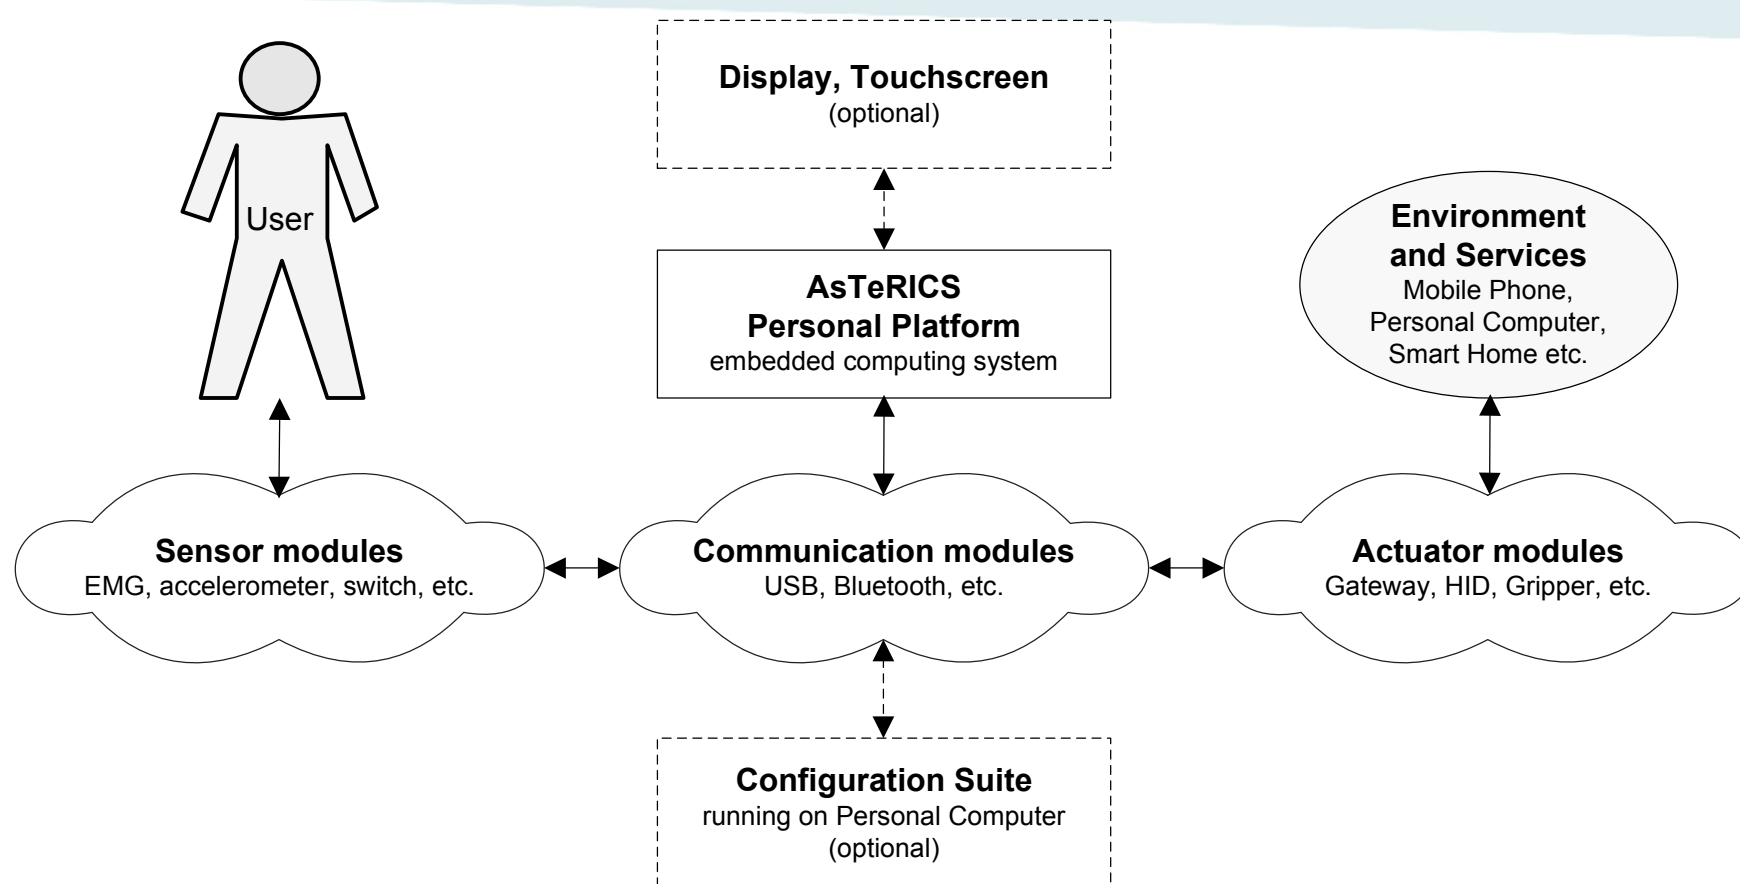 Display, Touchscreen
(optional)
User
AsTeRICS
Personal Platform
embedded computing system
Environment
and Services
Mobile Phone,
Personal Computer,
Smart Home etc.
Sensor modules
EMG, accelerometer, switch, etc.
Communication modules
USB, Bluetooth, etc.
Actuator modules
Gateway, HID, Gripper, etc.
Configuration Suite
running on Personal Computer
(optional)